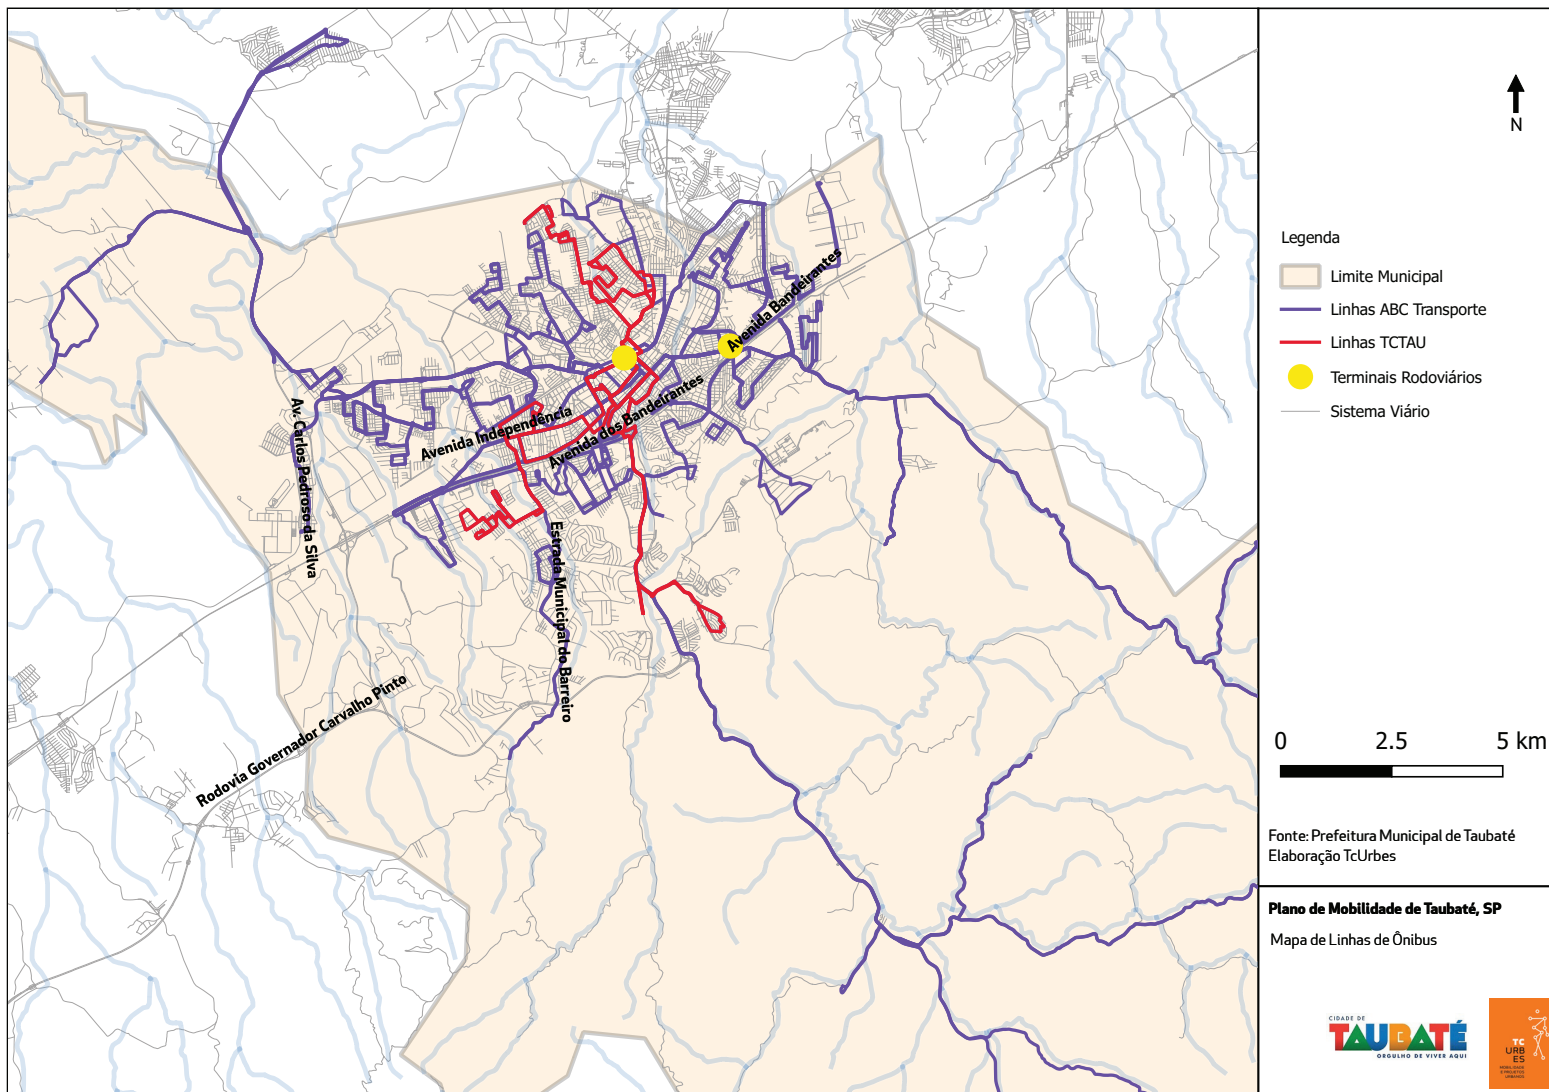 N
Legenda
Limite Municipal
Linhas ABC Transporte
Linhas TCTAU
Terminais Rodoviários
Sistema Viário
Avenida Bandeirantes
Avenida dos Bandeirantes
Avenida Independência
Av. Carlos Pedroso da Silva
Estrada Municipal do Barreiro
Rodovia Governador Carvalho Pinto
0 2.5 5 km
Fonte: Prefeitura Municipal de Taubaté
Elaboração TcUrbes
Plano de Mobilidade de Taubaté, SP
Mapa de Linhas de Ônibus
CIDADE DE
TAUBATÉ
ORGULHO DE VIVER AQUI
TC
URB
ES
MOBILIDADE
E PROJETOS
URBANOS